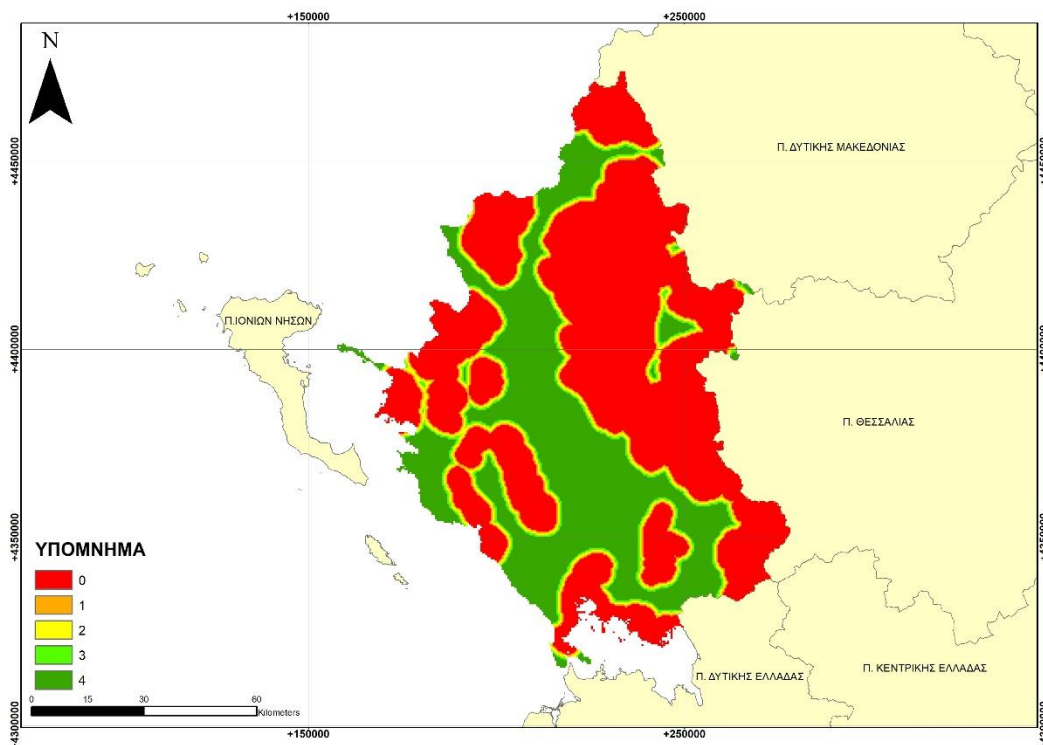 +150000
+250000
N
+4450000
+4450000
Π. ΔΥΤΙΚΗΣ ΜΑΚΕΔΟΝΙΑΣ
Π.ΙΟΝΙΩΝ ΝΗΣΩΝ
+4400000
+4400000
Π. ΘΕΣΣΑΛΙΑΣ
+4350000
+4350000
ΥΠΟΜΝΗΜΑ
0
1
2
3
4
Π. ΔΥΤΙΚΗΣ ΕΛΛΑΔΑΣ
Π. ΚΕΝΤΡΙΚΗΣ ΕΛΛΑΔΑΣ
0 15 30 60
Kilometers
+4300000
+4300000
+150000
+250000